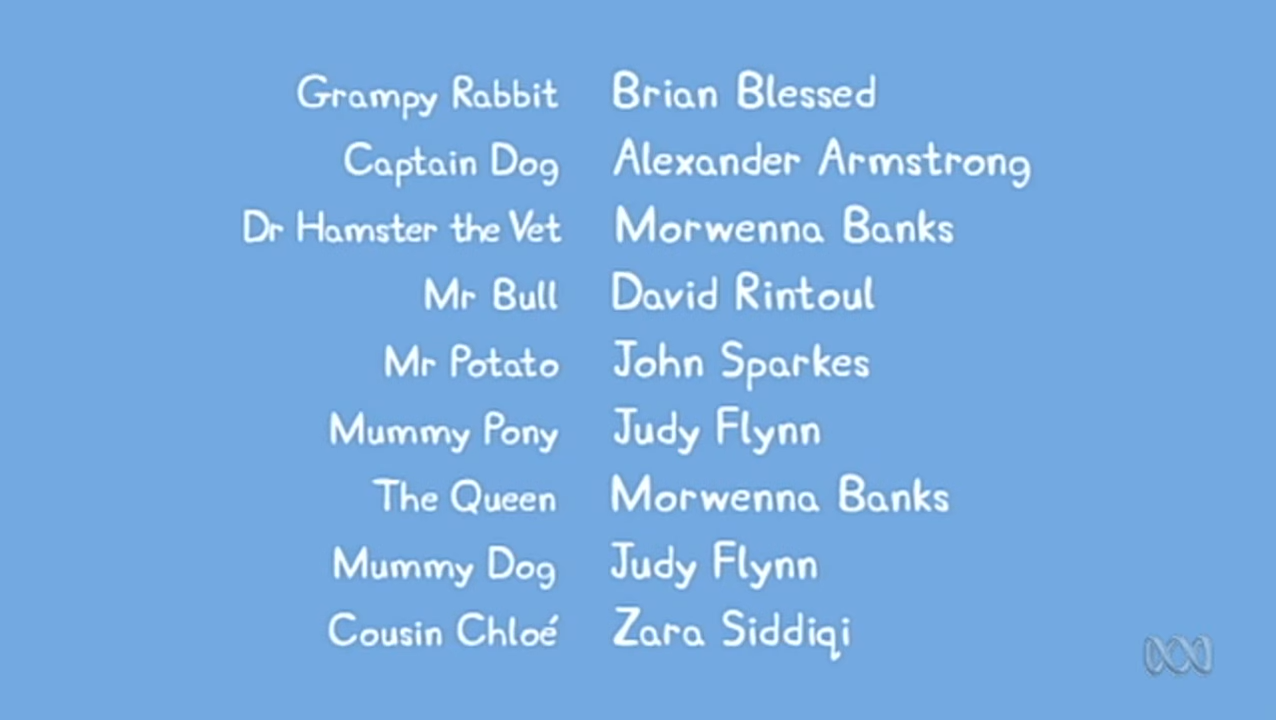 Grampy Rabbit Brian Blessed
Captain Dog Alexander Armstrong
Dr Hamster the Vet Morwenna Banks
Mr Bull David Rintoul
Mr Potato John Sparkes
Mummy Pony Judy Flynn
The Queen Morwenna Banks
Mummy Dog Judy Flynn
Cousin Chloé Zara Siddiqi